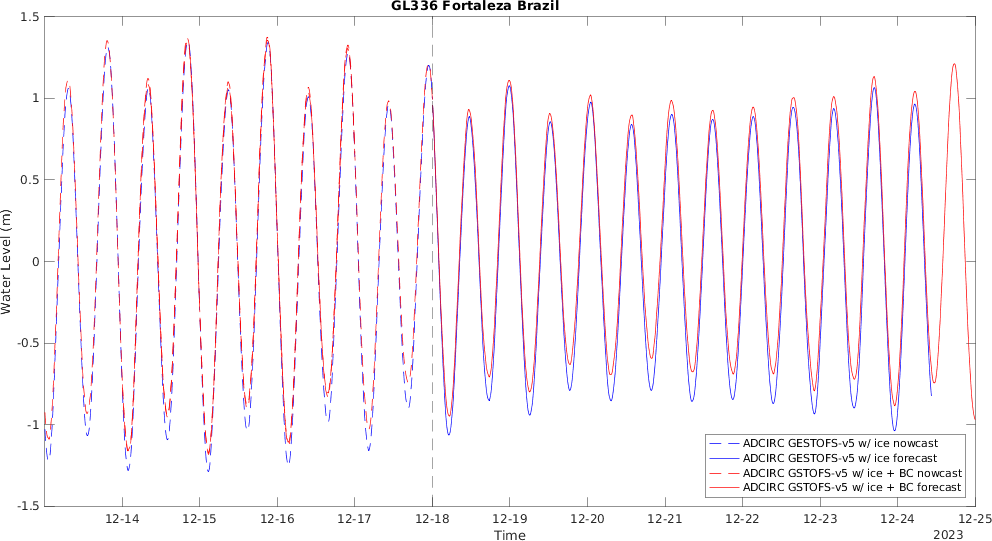 GL336 Fortaleza Brazil
1.5
1
0.5
0
-0.5
-1
-1.5
Water Level (m)
ADCIRC GESTOFS-v5 w/ ice nowcast
ADCIRC GESTOFS-v5 w/ ice forecast
ADCIRC GSTOFS-v5 w/ ice + BC nowcast
ADCIRC GSTOFS-v5 w/ ice + BC forecast
12-14 12-15 12-16 12-17 12-18 12-19 12-20 12-21 12-22 12-23 12-24 12-25
Time
2023